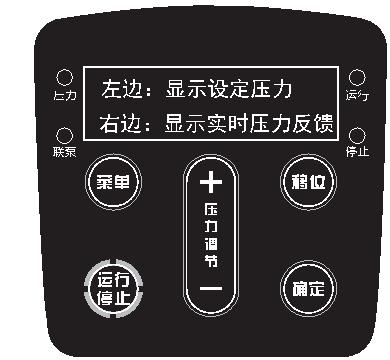 压力
左边：显示设定压力
运行
右边：显示实时压力反馈
联泵
停止
菜单
+
压力调节
−
移位
运行
停止
确定